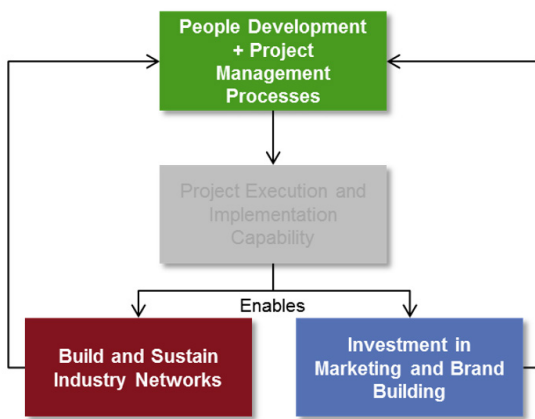 People Development
+ Project
Management
Processes
Project Execution and
Implementation
Capability
Enables
Build and Sustain
Industry Networks
Investment in
Marketing and Brand
Building